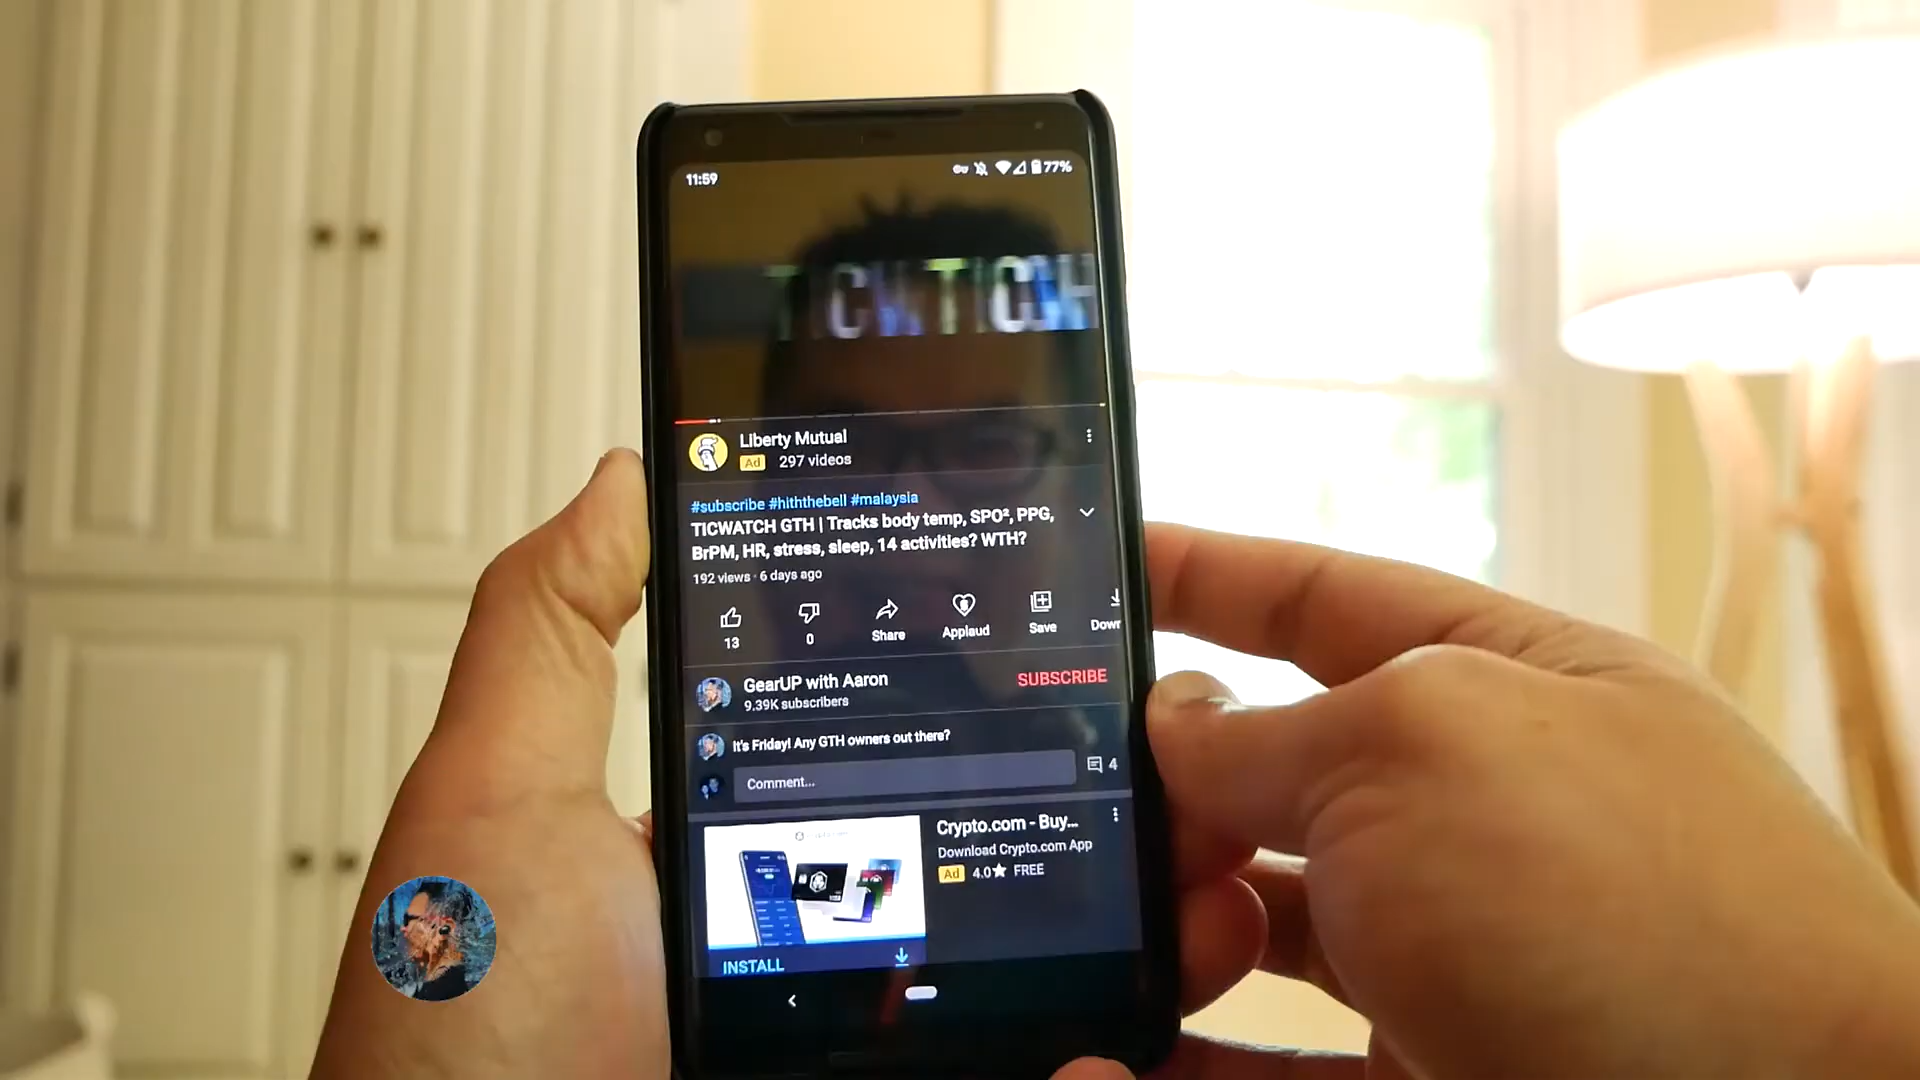 11:59
77%
TICWTICH
Liberty Mutual
Ad 297 videos
#subscribe #hiththebell #malaysia
TICWATCH GTH | Tracks body temp, SPO², PPG,
BrPM, HR, stress, sleep, 14 activities? WTH?
192 views · 6 days ago
13
0
Share
Applaud
Save
Down
GearUP with Aaron
SUBSCRIBE
9.39K subscribers
It's Friday! Any GTH owners out there?
Comment...
4
Crypto.com - Buy...
Download Crypto.com App
Ad 4.0★ FREE
INSTALL